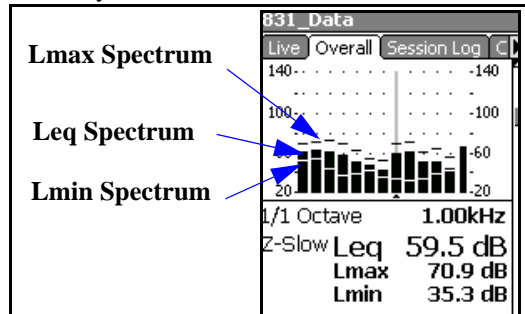 831_Data
Live Overall Session Log C
Lmax Spectrum
Leq Spectrum
Lmin Spectrum
140 -140
100 -100
-60
20 -20
1/1 Octave 1.00kHz
Z-Slow Leq 59.5 dB
Lmax 70.9 dB
Lmin 35.3 dB